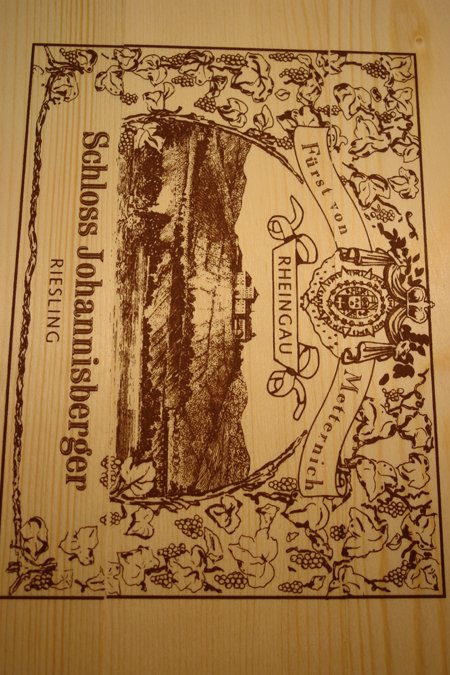 Fürst von Metternich
RHEINGAU
Schloss Johannisberger
RIESLING